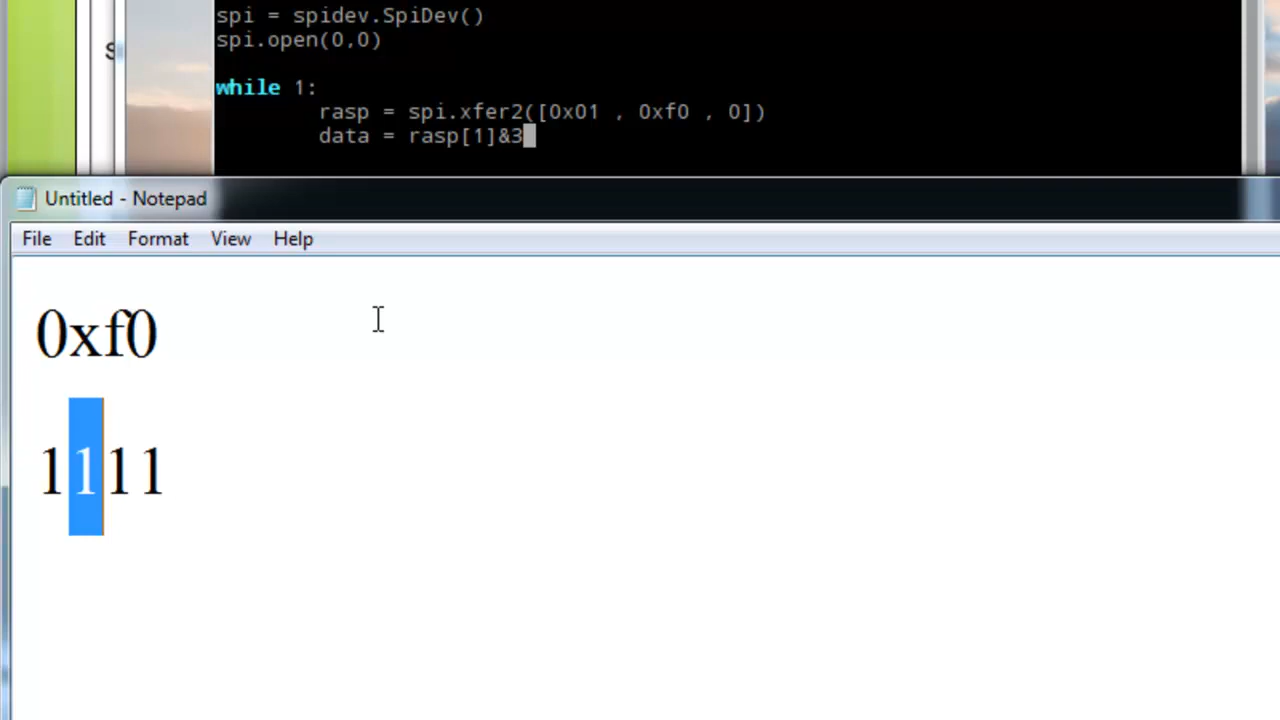 spi = spidev.SpiDev()
spi.open(0,0)
while 1:
rasp = spi.xfer2([0x01 , 0xf0 , 0])
data = rasp[1]&3
Untitled - Notepad
File Edit Format View Help
0xf0
1111